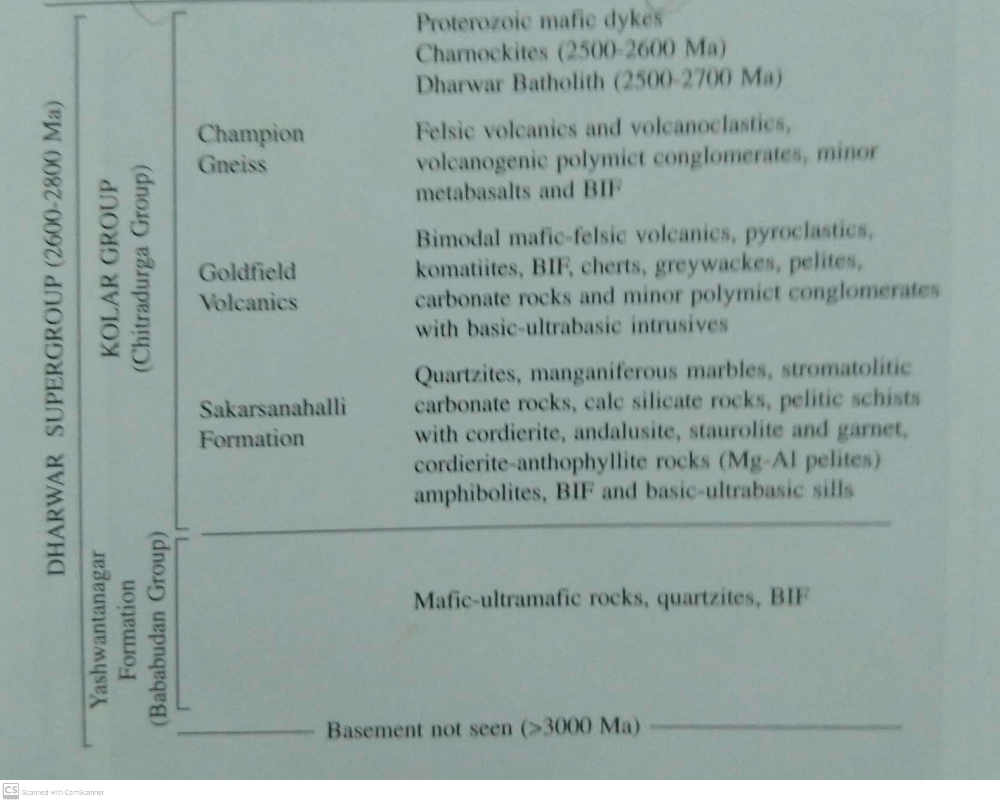 DHARWAR SUPERGROUP (2600-2800 Ma)
KOLAR GROUP
(Chitradurga Group)
Proterozoic mafic dykes
Charnockites (2500-2600 Ma)
Dharwar Batholith (2500-2700 Ma)
Champion
Gneiss
Felsic volcanics and volcanoclastics,
volcanogenic polymict conglomerates, minor
metabasalts and BIF
Goldfield
Volcanics
Bimodal mafic-felsic volcanics, pyroclastics,
komatiites, BIF, cherts, greywackes, pelites,
carbonate rocks and minor polymict conglomerates
with basic-ultrabasic intrusives
Sakarsanahalli
Formation
Quartzites, manganiferous marbles, stromatolitic
carbonate rocks, calc silicate rocks, pelitic schists
with cordierite, andalusite, staurolite and garnet,
cordierite-anthophyllite rocks (Mg-Al pelites)
amphibolites, BIF and basic-ultrabasic sills
Yashwantanagar
Formation
(Bababudan Group)
Mafic-ultramafic rocks, quartzites, BIF
Basement not seen (>3000 Ma)
CS Scanned with CamScanner